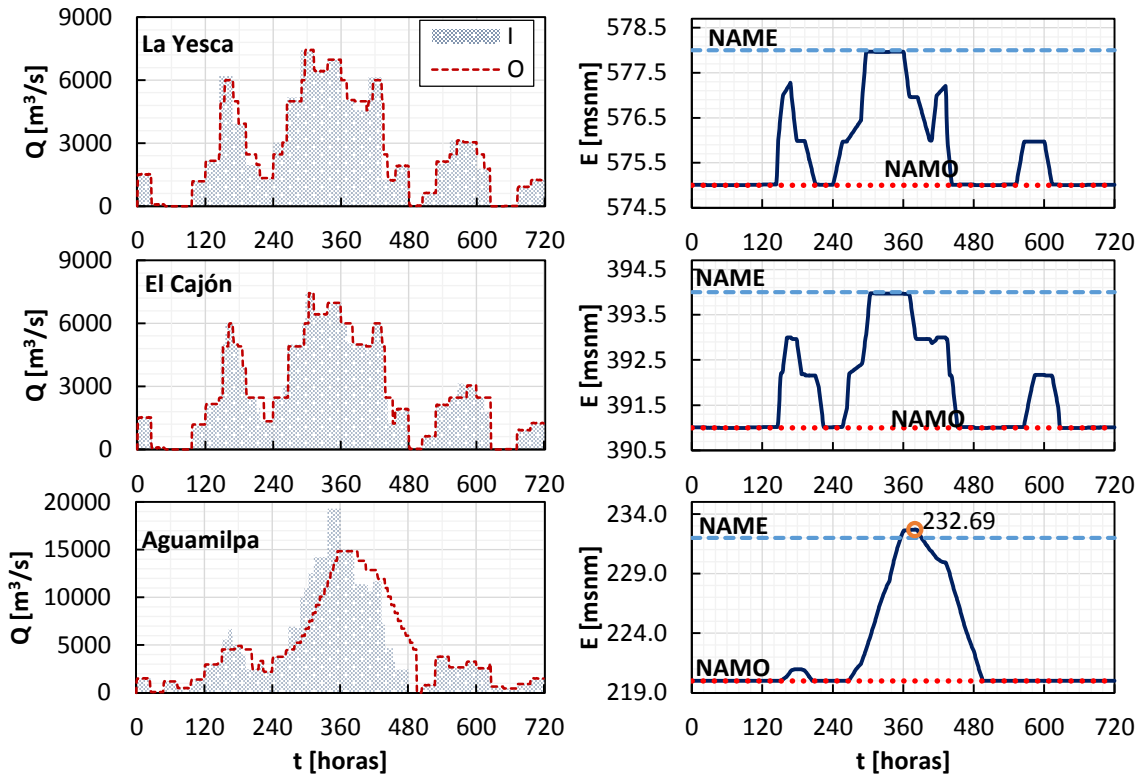 La Yesca
I
O
Q [m³/s]
9000
6000
3000
0
0 120 240 360 480 600 720
NAME
NAMO
E [msnm]
578.5
577.5
576.5
575.5
574.5
0 120 240 360 480 600 720
El Cajón
Q [m³/s]
9000
6000
3000
0
0 120 240 360 480 600 720
NAME
NAMO
E [msnm]
394.5
393.5
392.5
391.5
390.5
0 120 240 360 480 600 720
Aguamilpa
Q [m³/s]
20000
15000
10000
5000
0
0 120 240 360 480 600 720
t [horas]
NAME
232.69
NAMO
E [msnm]
234.0
229.0
224.0
219.0
0 120 240 360 480 600 720
t [horas]